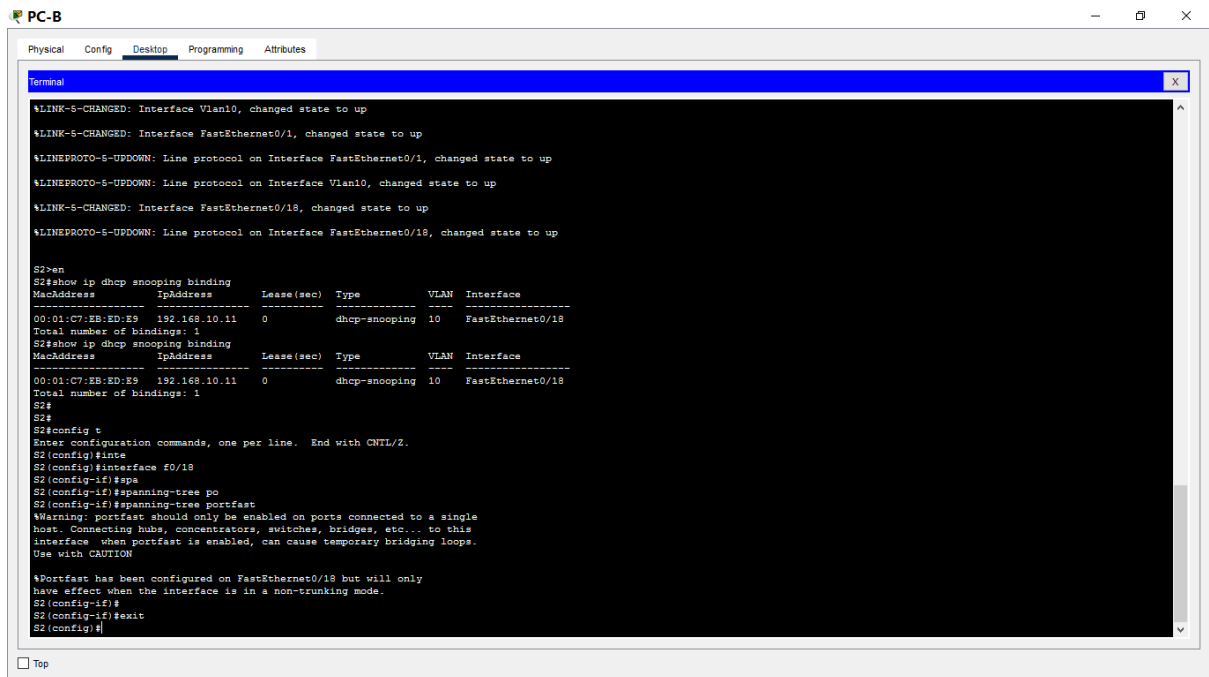 PC-B
Physical Config Desktop Programming Attributes
Terminal X
%LINK-5-CHANGED: Interface Vlan10, changed state to up
%LINK-5-CHANGED: Interface FastEthernet0/1, changed state to up
%LINEPROTO-5-UPDOWN: Line protocol on Interface FastEthernet0/1, changed state to up
%LINEPROTO-5-UPDOWN: Line protocol on Interface Vlan10, changed state to up
%LINK-5-CHANGED: Interface FastEthernet0/18, changed state to up
%LINEPROTO-5-UPDOWN: Line protocol on Interface FastEthernet0/18, changed state to up
S2>en
S2#show ip dhcp snooping binding
MacAddress IpAddress Lease(sec) Type VLAN Interface
------------------ --------------- ---------- ------------- ---- -----------------
00:01:C7:EB:ED:E9 192.168.10.11 0 dhcp-snooping 10 FastEthernet0/18
Total number of bindings: 1
S2#show ip dhcp snooping binding
MacAddress IpAddress Lease(sec) Type VLAN Interface
------------------ --------------- ---------- ------------- ---- -----------------
00:01:C7:EB:ED:E9 192.168.10.11 0 dhcp-snooping 10 FastEthernet0/18
Total number of bindings: 1
S2#
S2#
S2#config t
Enter configuration commands, one per line. End with CNTL/Z.
S2(config)#inte
S2(config)#interface f0/18
S2(config-if)#spa
S2(config-if)#spanning-tree po
S2(config-if)#spanning-tree portfast
%Warning: portfast should only be enabled on ports connected to a single
host. Connecting hubs, concentrators, switches, bridges, etc... to this
interface when portfast is enabled, can cause temporary bridging loops.
Use with CAUTION
%Portfast has been configured on FastEthernet0/18 but will only
have effect when the interface is in a non-trunking mode.
S2(config-if)#
S2(config-if)#exit
S2(config)#
Top